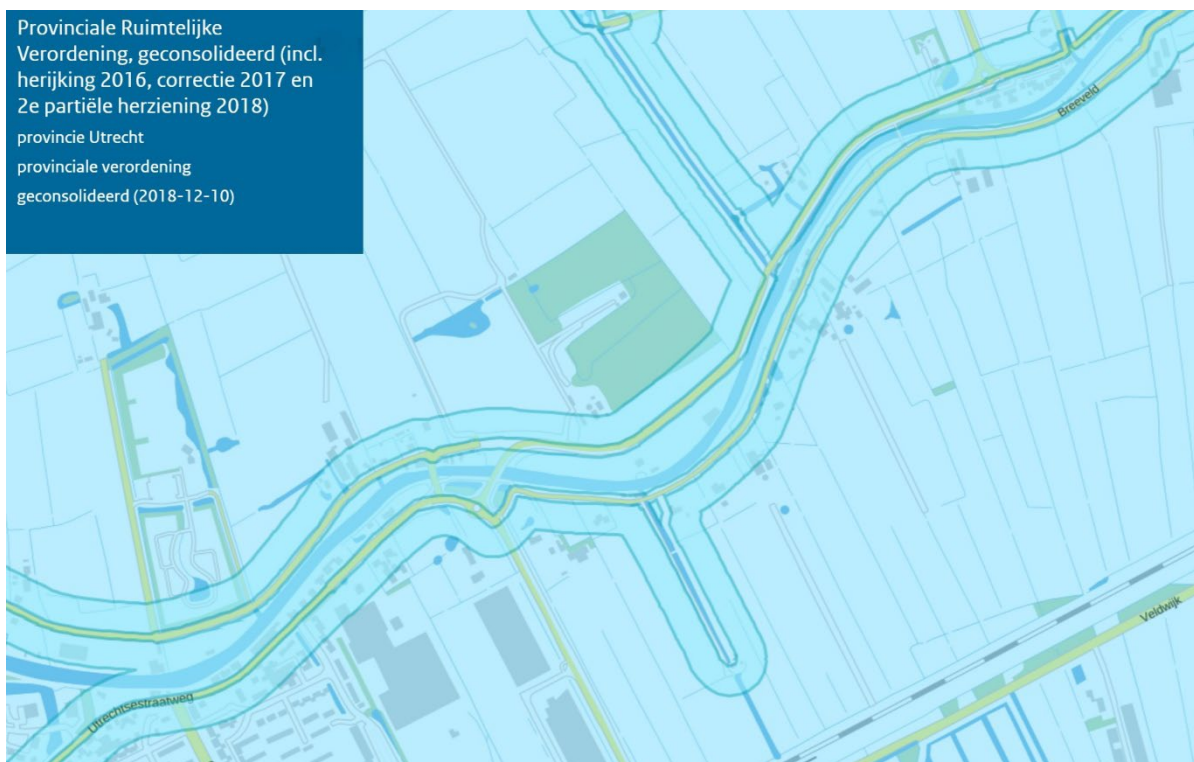 Provinciale Ruimtelijke
Verordening, geconsolideerd (incl.
herijking 2016, correctie 2017 en
2e partiële herziening 2018)
provincie Utrecht
provinciale verordening
geconsolideerd (2018-12-10)
Breeveld
Veldwijk
Utrechtsestraatweg